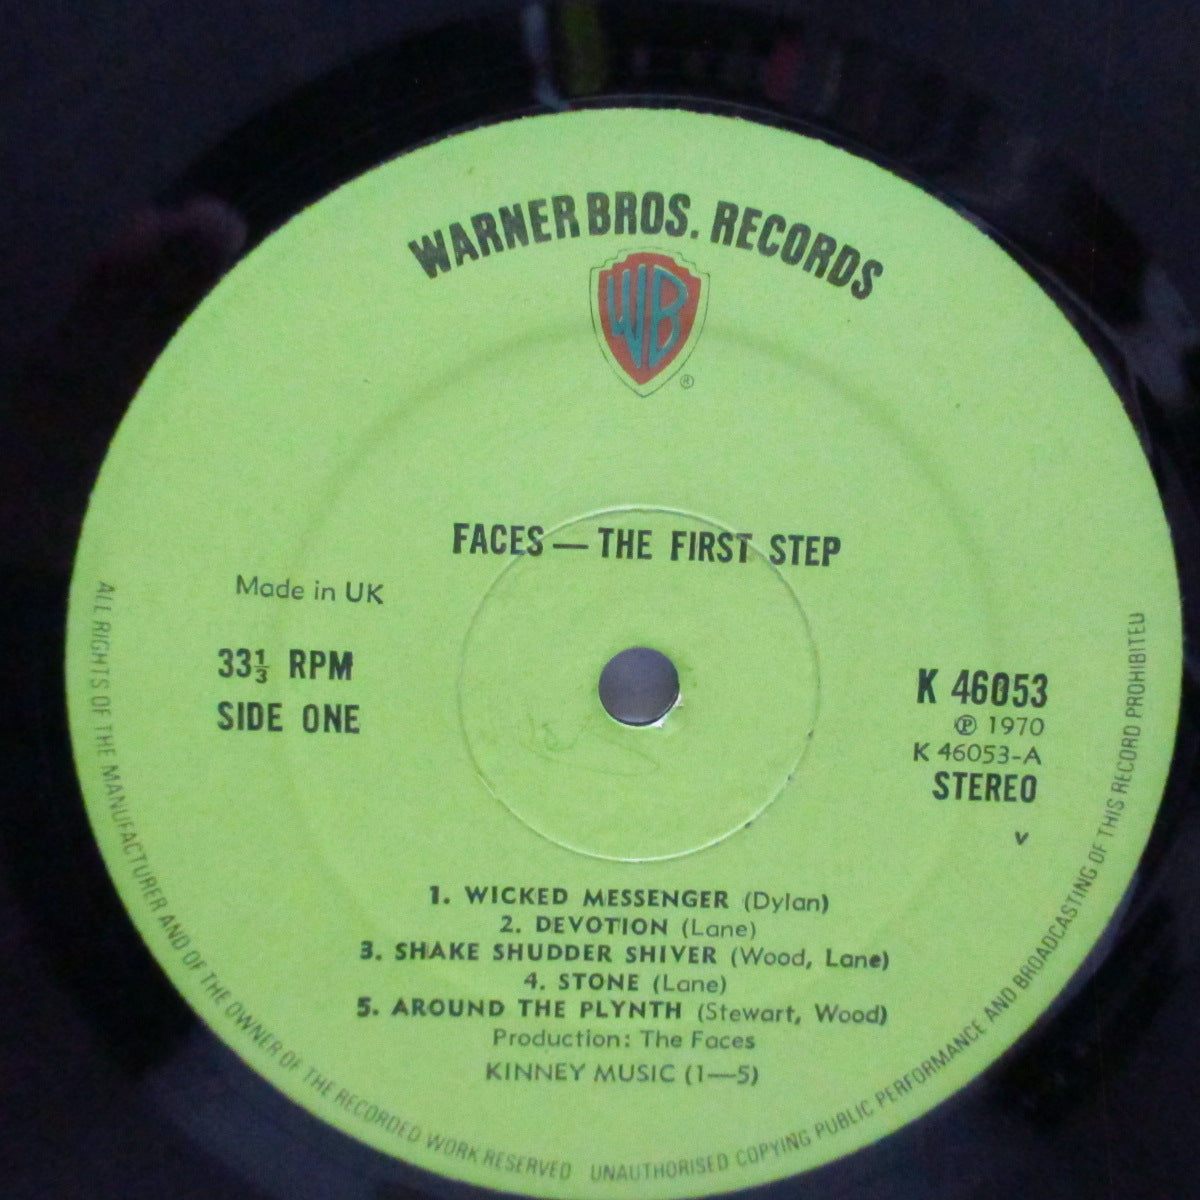 WARNER BROS. RECORDS
WB
®
FACES — THE FIRST STEP
Made in UK
33⅓ RPM
SIDE ONE
K 46053
℗ 1970
K 46053-A
STEREO
V
1. WICKED MESSENGER (Dylan)
2. DEVOTION (Lane)
3. SHAKE SHUDDER SHIVER (Wood, Lane)
4. STONE (Lane)
5. AROUND THE PLYNTH (Stewart, Wood)
Production: The Faces
KINNEY MUSIC (1—5)
ALL RIGHTS OF THE MANUFACTURER AND OF THE OWNER OF THE RECORDED WORK RESERVED UNAUTHORISED COPYING PUBLIC PERFORMANCE AND BROADCASTING OF THIS RECORD PROHIBITED